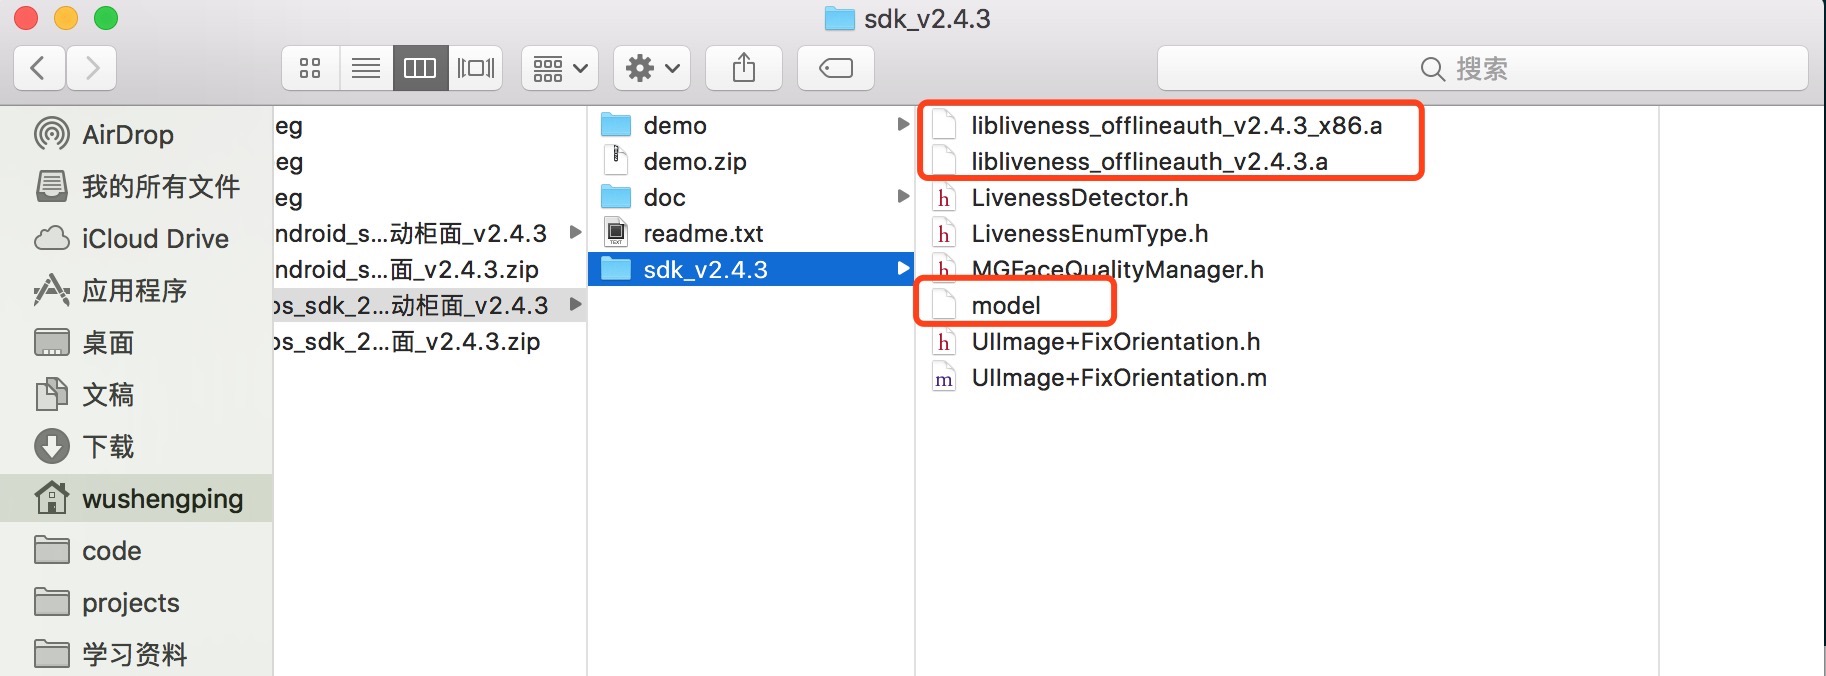 sdk_v2.4.3
搜索
AirDrop
我的所有文件
iCloud Drive
应用程序
桌面
文稿
下载
wushengping
code
projects
学习资料
eg
eg
eg
ndroid_s...动柜面_v2.4.3
ndroid_s...面_v2.4.3.zip
os_sdk_2...动柜面_v2.4.3
os_sdk_2...面_v2.4.3.zip
demo
demo.zip
doc
readme.txt
sdk_v2.4.3
libliveness_offlineauth_v2.4.3_x86.a
libliveness_offlineauth_v2.4.3.a
LivenessDetector.h
LivenessEnumType.h
MGFaceQualityManager.h
model
UIImage+FixOrientation.h
UIImage+FixOrientation.m